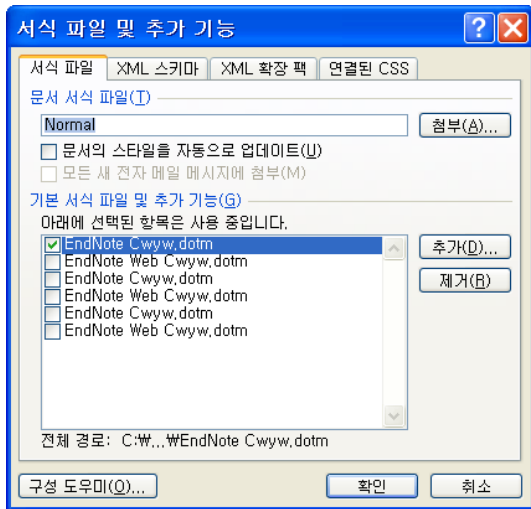 서식 파일 및 추가 기능
서식 파일 XML 스키마 XML 확장 팩 연결된 CSS
문서 서식 파일(T)
Normal 첨부(A)...
문서의 스타일을 자동으로 업데이트(U)
모든 새 전자 메일 메시지에 첨부(M)
기본 서식 파일 및 추가 기능(G)
아래에 선택된 항목은 사용 중입니다.
EndNote Cwyw.dotm 추가(D)...
EndNote Web Cwyw.dotm
EndNote Cwyw.dotm 제거(R)
EndNote Web Cwyw.dotm
EndNote Cwyw.dotm
EndNote Web Cwyw.dotm
전체 경로: C:₩...₩EndNote Cwyw.dotm
구성 도우미(O)... 확인 취소